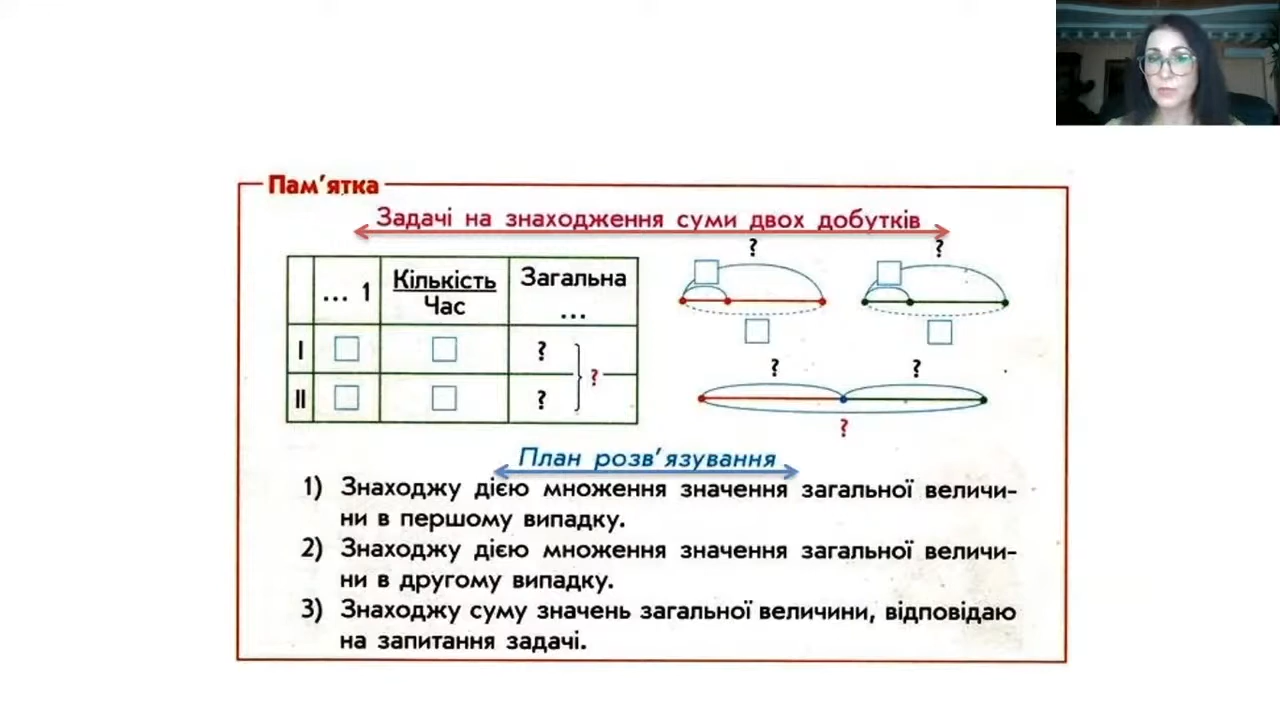 Пам'ятка
Задачі на знаходження суми двох добутків
... 1
Кількість
Час
Загальна
...
I
?
II
?
?
?
?
?
?
?
План розв'язування
1) Знаходжу дією множення значення загальної величи-
ни в першому випадку.
2) Знаходжу дією множення значення загальної величи-
ни в другому випадку.
3) Знаходжу суму значень загальної величини, відповідаю
на запитання задачі.